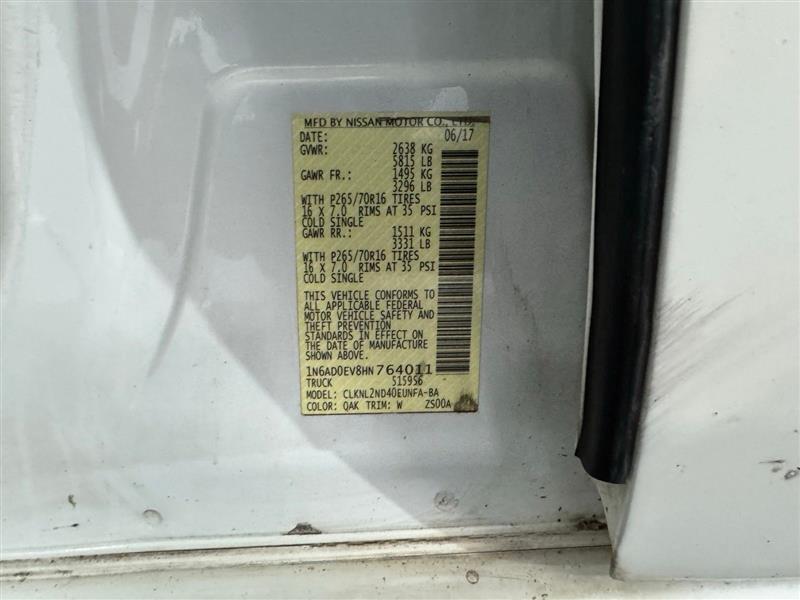 MFD BY NISSAN MOTOR CO., LTD.
DATE: 06/17
GVWR: 2638 KG
5815 LB
GAWR FR.: 1495 KG
3296 LB
WITH P265/70R16 TIRES
16 X 7.0 RIMS AT 35 PSI
COLD SINGLE
GAWR RR.: 1511 KG
3331 LB
WITH P265/70R16 TIRES
16 X 7.0 RIMS AT 35 PSI
COLD SINGLE
THIS VEHICLE CONFORMS TO
ALL APPLICABLE FEDERAL
MOTOR VEHICLE SAFETY AND
THEFT PREVENTION
STANDARDS IN EFFECT ON
THE DATE OF MANUFACTURE
SHOWN ABOVE.
1N6AD0EV8HN764011
TRUCK 515956
MODEL: CLKNL2ND40EUNFA-BA
COLOR: QAK TRIM: W ZS00A